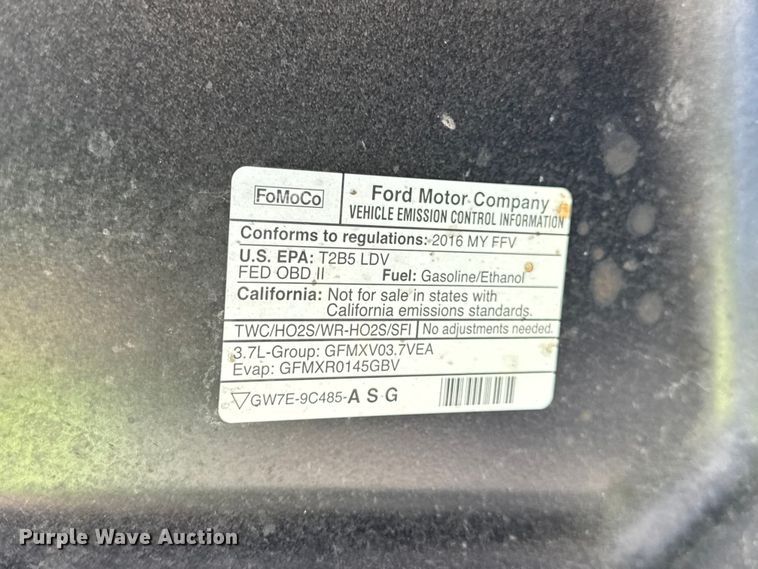 FoMoCo
Ford Motor Company
VEHICLE EMISSION CONTROL INFORMATION
Conforms to regulations: 2016 MY FFV
U.S. EPA: T2B5 LDV
FED OBD II Fuel: Gasoline/Ethanol
California: Not for sale in states with
California emissions standards.
TWC/HO2S/WR-HO2S/SFI No adjustments needed.
3.7L-Group: GFMXV03.7VEA
Evap: GFMXR0145GBV
GW7E-9C485-A S G
Purple Wave Auction